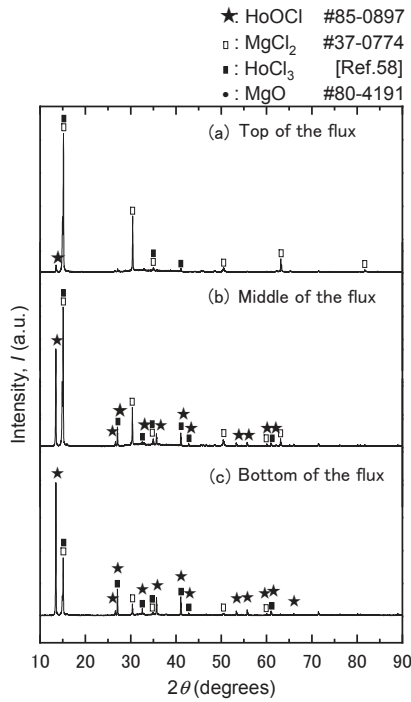 ★: HoOCl #85-0897
▯: MgCl₂ #37-0774
▮: HoCl₃ [Ref.58]
•: MgO #80-4191
(a) Top of the flux
(b) Middle of the flux
(c) Bottom of the flux
Intensity, I (a.u.)
10 20 30 40 50 60 70 80 90
2θ (degrees)